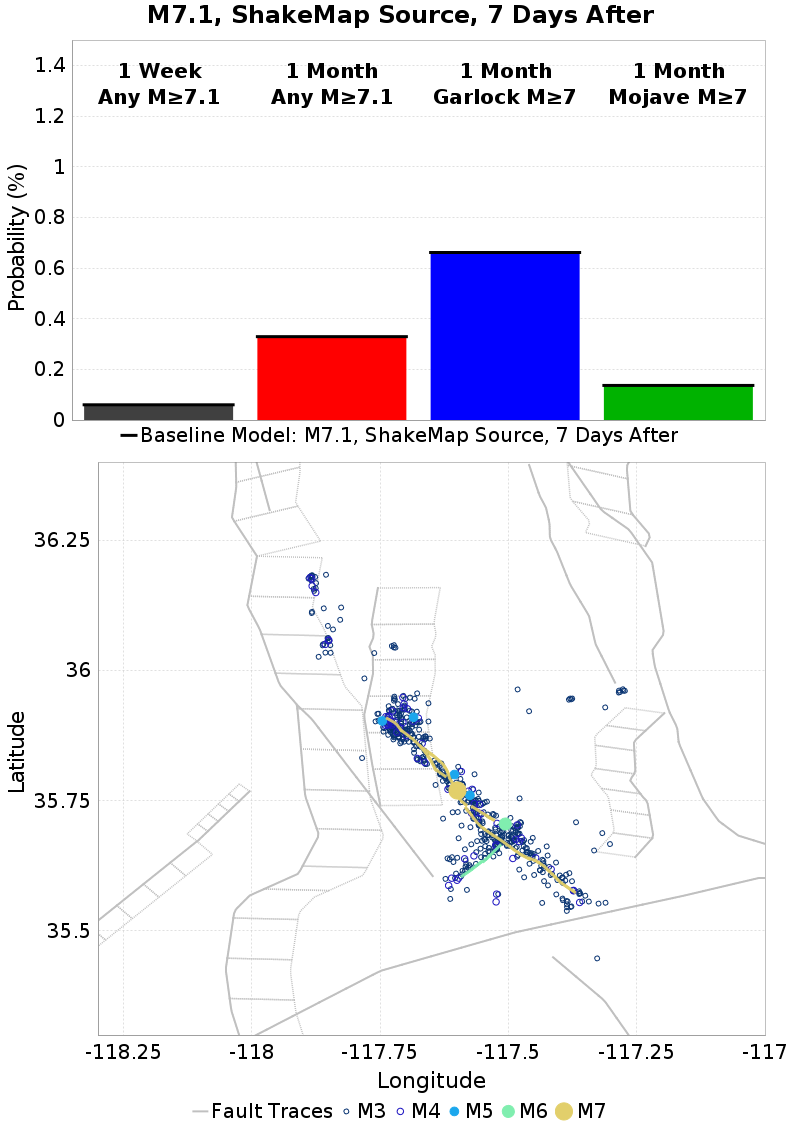 M7.1, ShakeMap Source, 7 Days After
1 Week 1 Month 1 Month 1 Month
Any M≥7.1 Any M≥7.1 Garlock M≥7 Mojave M≥7
Probability (%)
1.4
1.2
1
0.8
0.6
0.4
0.2
0
Baseline Model: M7.1, ShakeMap Source, 7 Days After
Latitude
36.25
36
35.75
35.5
-118.25 -118 -117.75 -117.5 -117.25 -117
Longitude
Fault Traces M3 M4 M5 M6 M7